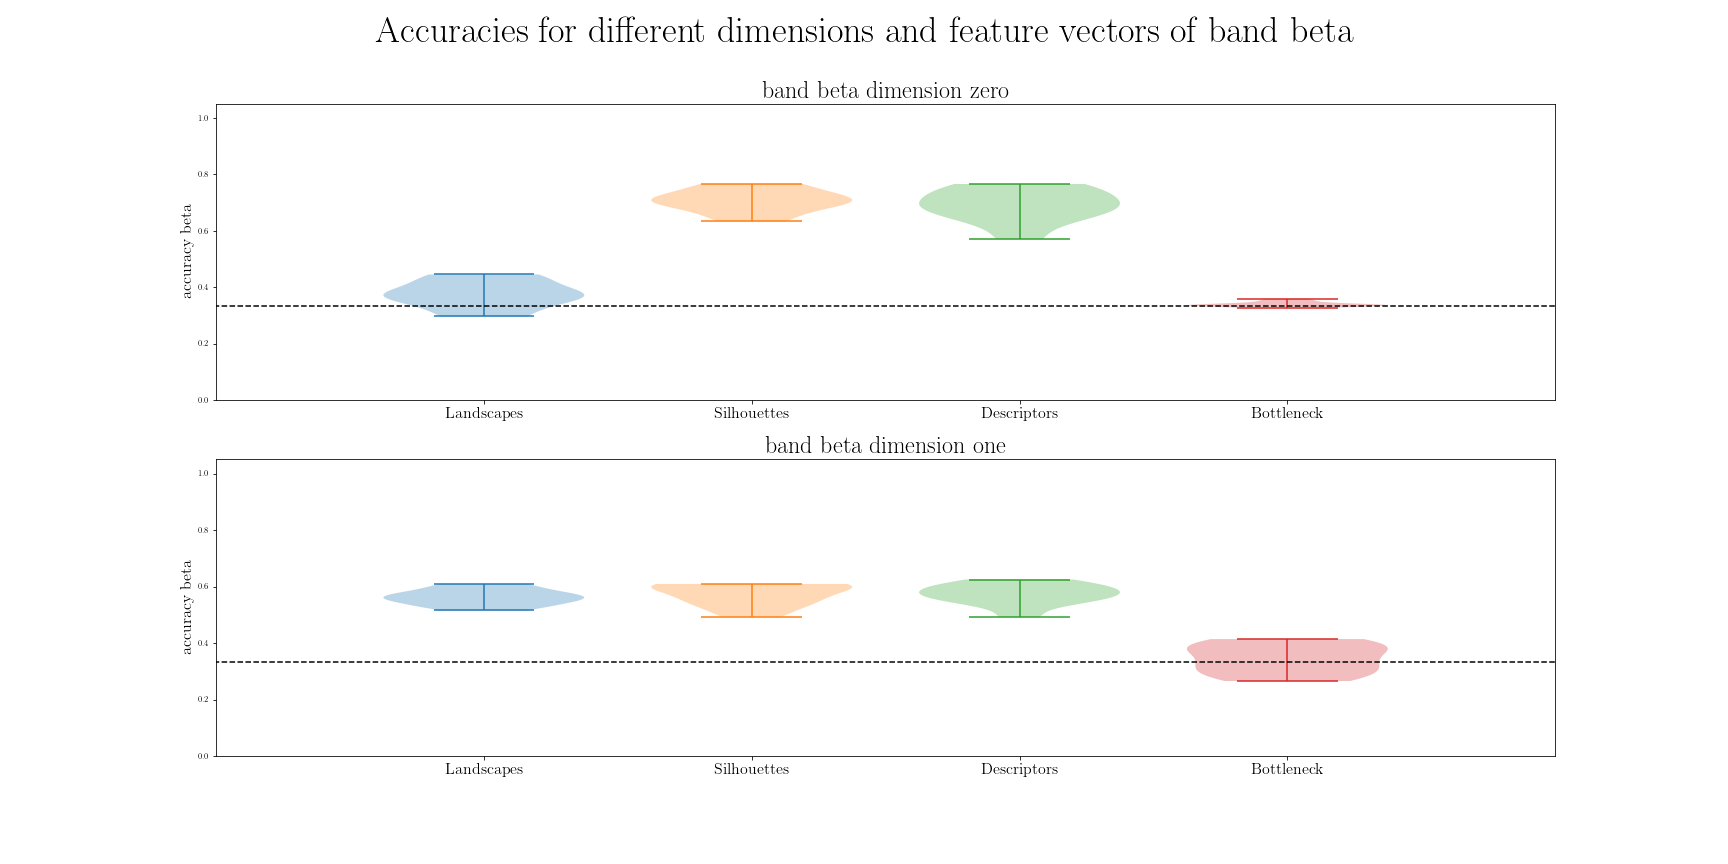 Accuracies for different dimensions and feature vectors of band beta
band beta dimension zero
1.0
0.8
0.6
0.4
0.2
0.0
accuracy beta
Landscapes Silhouettes Descriptors Bottleneck
band beta dimension one
1.0
0.8
0.6
0.4
0.2
0.0
accuracy beta
Landscapes Silhouettes Descriptors Bottleneck